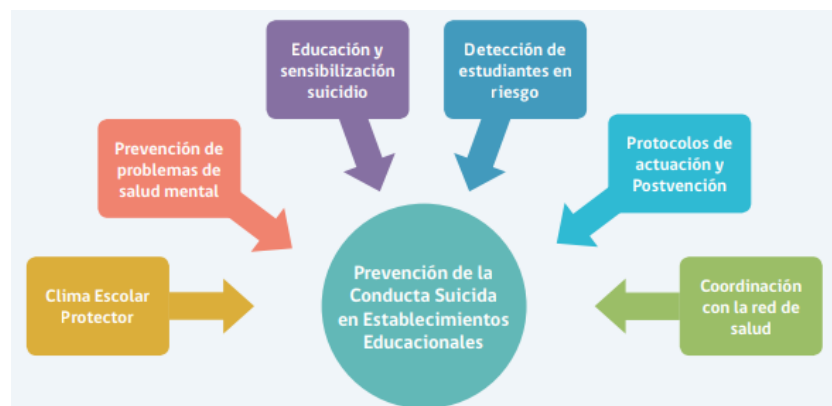 Educación y
sensibilización
suicidio
Detección de
estudiantes en
riesgo
Prevención de
problemas de
salud mental
Protocolos de
actuación y
Postvención
Clima Escolar
Protector
Prevención de la
Conducta Suicida
en Establecimientos
Educacionales
Coordinación
con la red de
salud